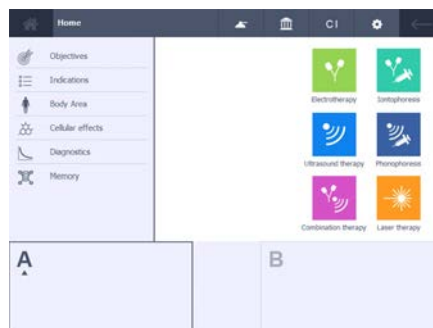 Home
CI
Objectives
Indications
Body Area
Cellular effects
Diagnostics
Memory
Electrotherapy
Iontophoresis
Ultrasound therapy
Phonophoresis
Combination therapy
Laser therapy
A
B